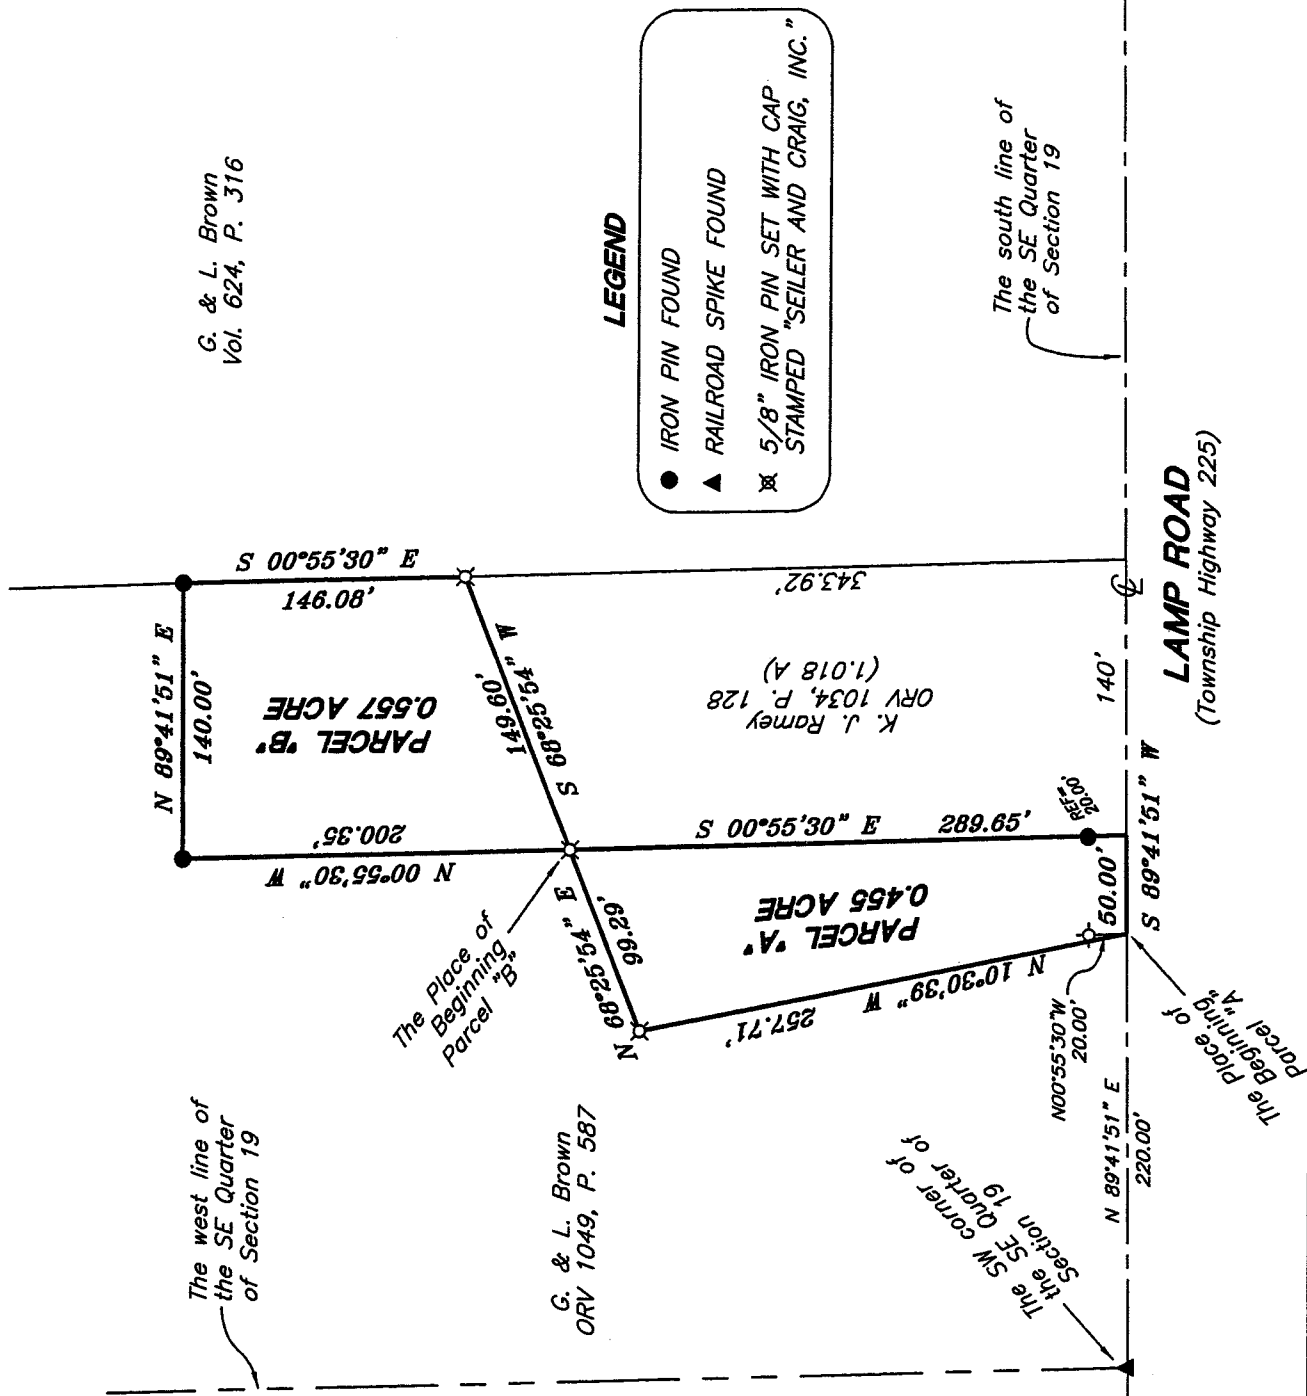 G. & L. Brown
Vol. 624, P. 316
LEGEND
IRON PIN FOUND
RAILROAD SPIKE FOUND
5/8" IRON PIN SET WITH CAP
STAMPED "SEILER AND CRAIG, INC."
The south line of
the SE Quarter
of Section 19
S 00°55'30" E
146.08'
N 89°41'51" E
140.00'
PARCEL "B"
0.557 ACRE
149.60'
S 68°25'54" W
200.35'
N 00°55'30" W
The Place of
Beginning
Parcel "B"
343.92'
K. J. Ramey
ORV 1034, P. 128
(1.018 A)
140'
LAMP ROAD
(Township Highway 225)
S 00°55'30" E
289.65'
REF=
20.00'
PARCEL "A"
0.455 ACRE
50.00'
S 89°41'51" W
N 68°25'54" E
99.29'
N 10°30'39" W
257.71'
N00°55'30"W
20.00'
The Place of
Beginning
Parcel "A"
N 89°41'51" E
220.00'
The west line of
the SE Quarter
of Section 19
G. & L. Brown
ORV 1049, P. 587
The SW corner of
the SE Quarter of
Section 19